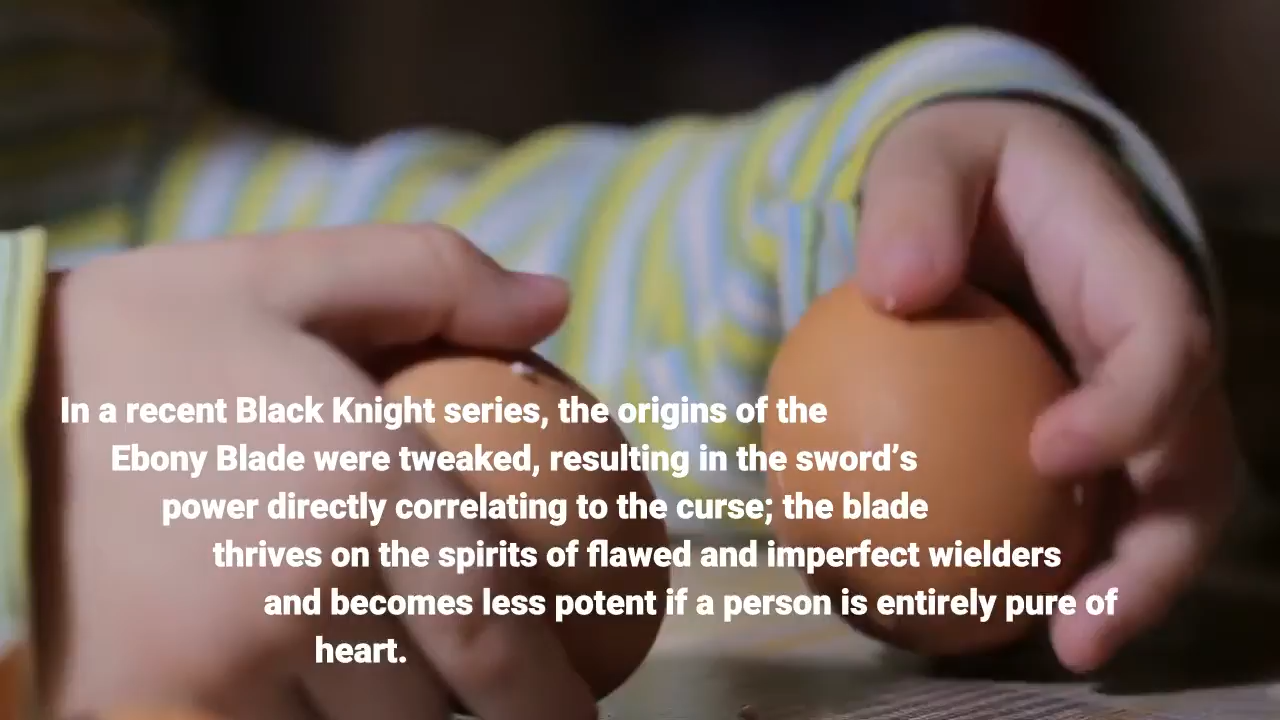 In a recent Black Knight series, the origins of the
Ebony Blade were tweaked, resulting in the sword’s
power directly correlating to the curse; the blade
thrives on the spirits of flawed and imperfect wielders
and becomes less potent if a person is entirely pure of
heart.